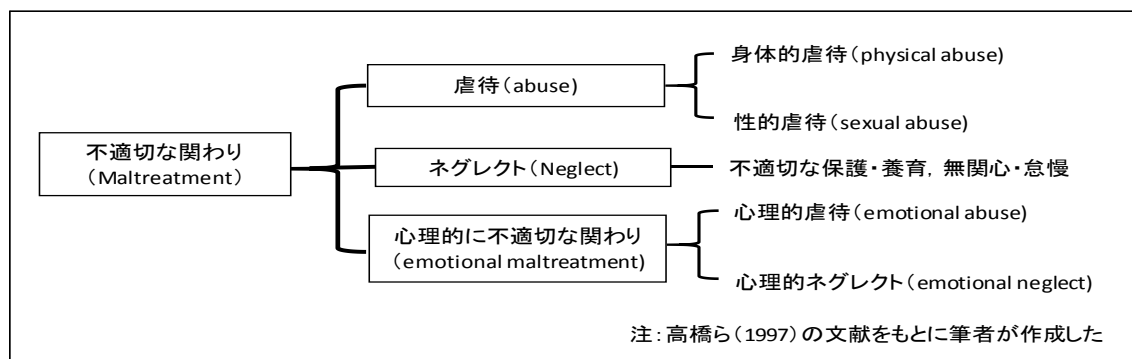 不適切な関わり
（Maltreatment）
虐待（abuse）
身体的虐待（physical abuse）
性的虐待（sexual abuse）
ネグレクト（Neglect）
不適切な保護・養育，無関心・怠慢
心理的に不適切な関わり
（emotional maltreatment）
心理的虐待（emotional abuse）
心理的ネグレクト（emotional neglect）
注：高橋ら（1997）の文献をもとに筆者が作成した